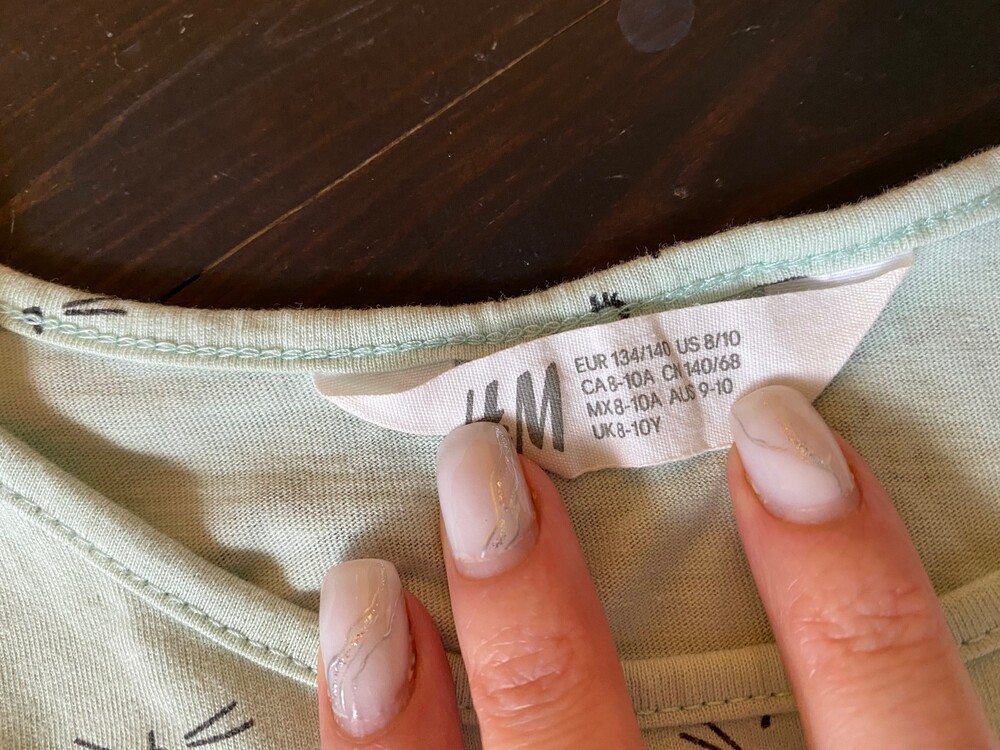 H&M
EUR 134/140 US 8/10
CA 8-10A CN 140/68
MX 8-10A AUS 9-10
UK 8-10Y